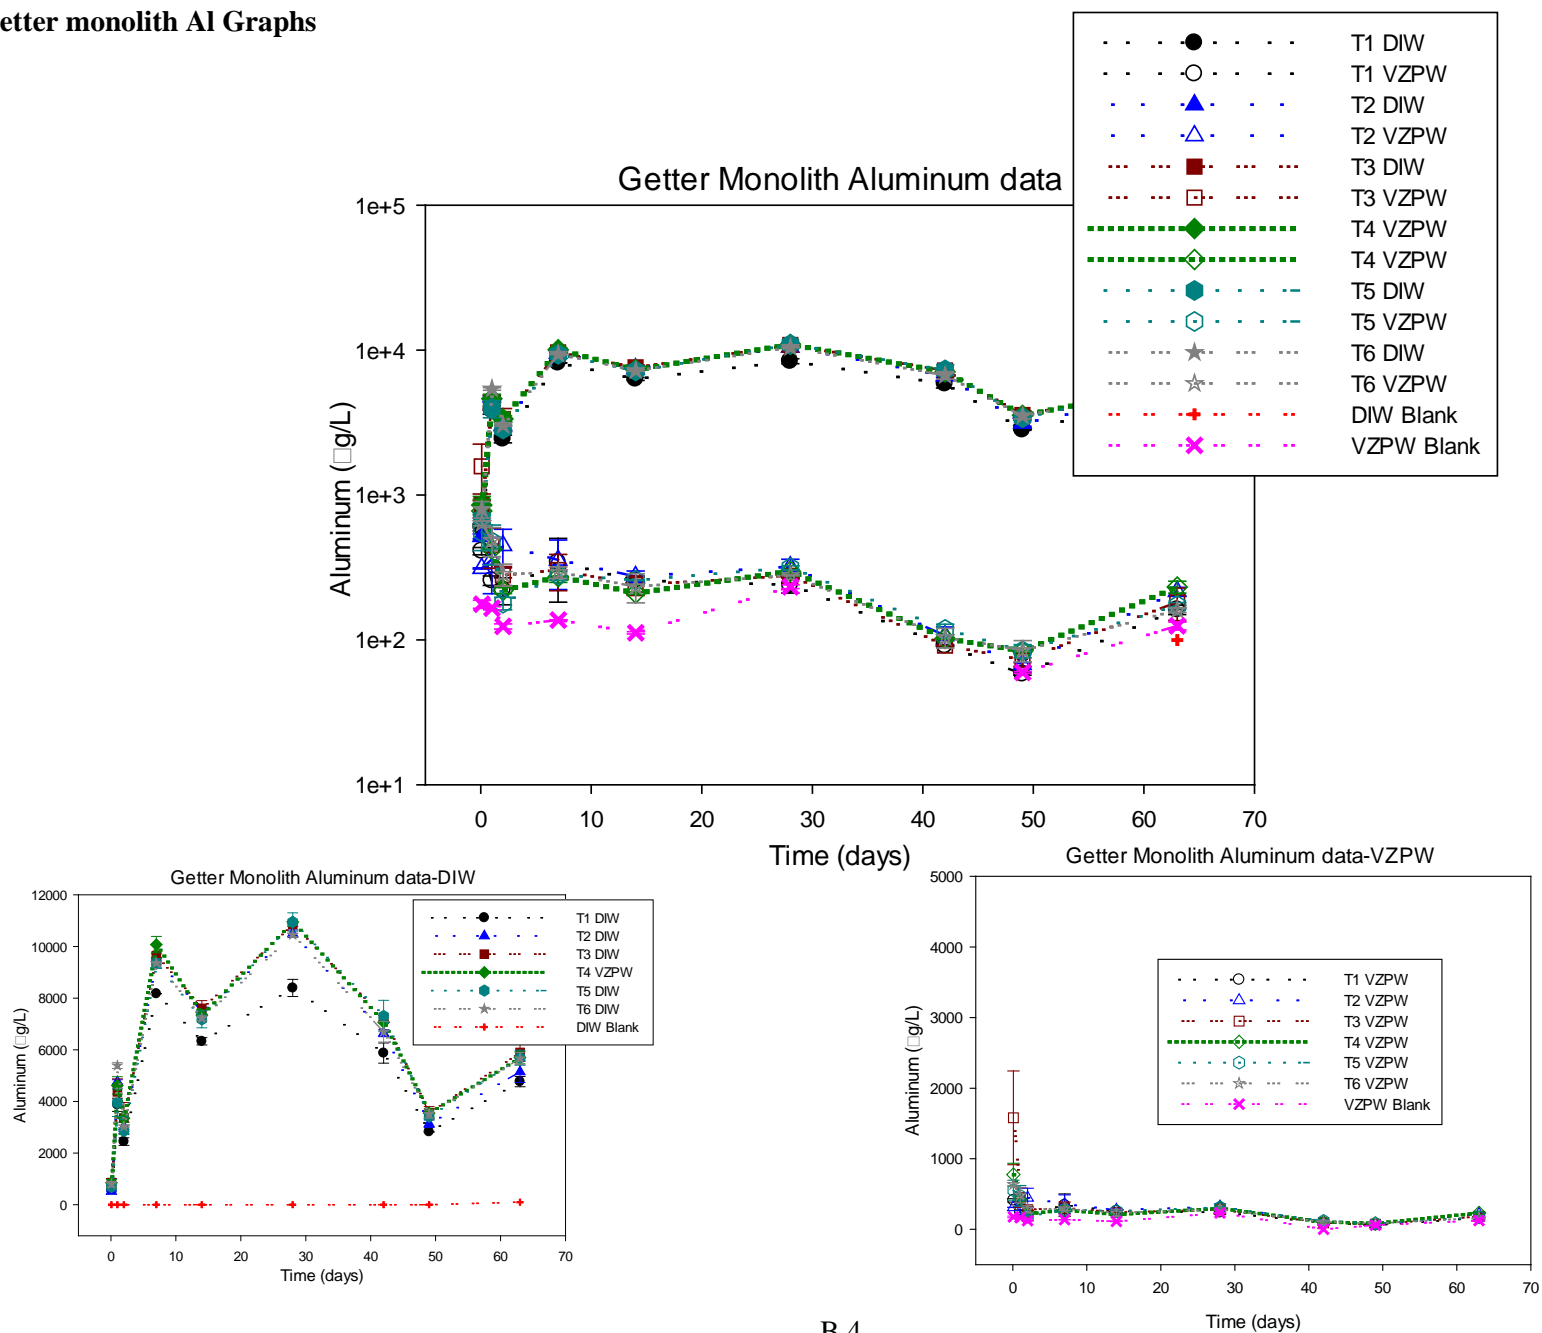 etter monolith Al Graphs
T1 DIW
T1 VZPW
T2 DIW
T2 VZPW
T3 DIW
T3 VZPW
T4 VZPW
T4 VZPW
T5 DIW
T5 VZPW
T6 DIW
T6 VZPW
DIW Blank
VZPW Blank
Getter Monolith Aluminum data
1e+5
1e+4
1e+3
1e+2
1e+1
Aluminum (□g/L)
0 10 20 30 40 50 60 70
Time (days)
Getter Monolith Aluminum data-DIW
12000
10000
8000
6000
4000
2000
0
Aluminum (□g/L)
T1 DIW
T2 DIW
T3 DIW
T4 VZPW
T5 DIW
T6 DIW
DIW Blank
0 10 20 30 40 50 60 70
Time (days)
Getter Monolith Aluminum data-VZPW
5000
4000
3000
2000
1000
0
Aluminum (□g/L)
T1 VZPW
T2 VZPW
T3 VZPW
T4 VZPW
T5 VZPW
T6 VZPW
VZPW Blank
0 10 20 30 40 50 60 70
Time (days)
B.4